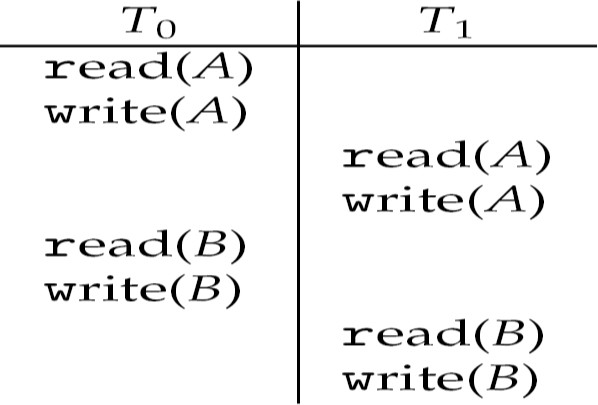 T₀ T₁
read(A)
write(A)
read(A)
write(A)
read(B)
write(B)
read(B)
write(B)